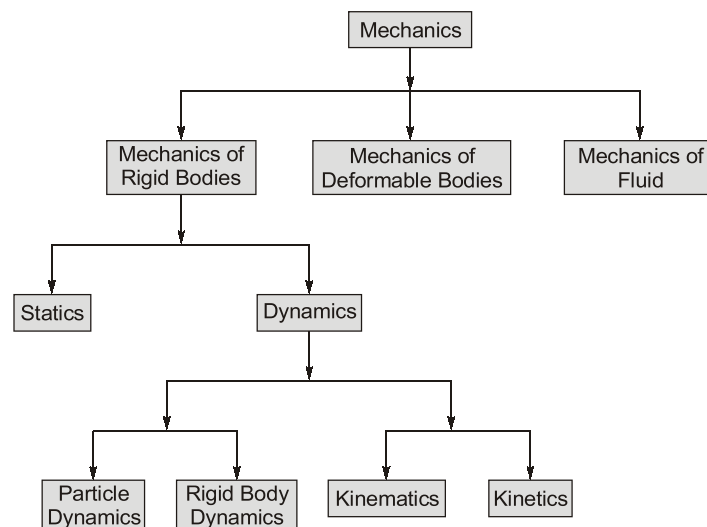 Mechanics
Mechanics of
Rigid Bodies
Mechanics of
Deformable Bodies
Mechanics of
Fluid
Statics
Dynamics
Particle
Dynamics
Rigid Body
Dynamics
Kinematics
Kinetics